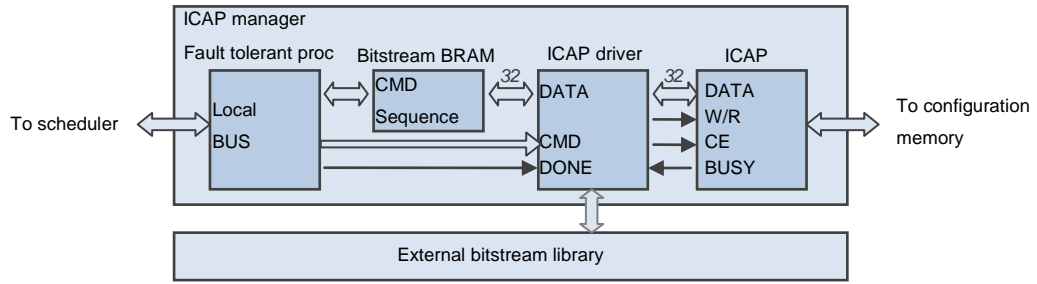 ICAP manager
Fault tolerant proc
Bitstream BRAM
ICAP driver
ICAP
To scheduler
Local
BUS
CMD
Sequence
32
DATA
CMD
DONE
32
DATA
W/R
CE
BUSY
To configuration
memory
External bitstream library